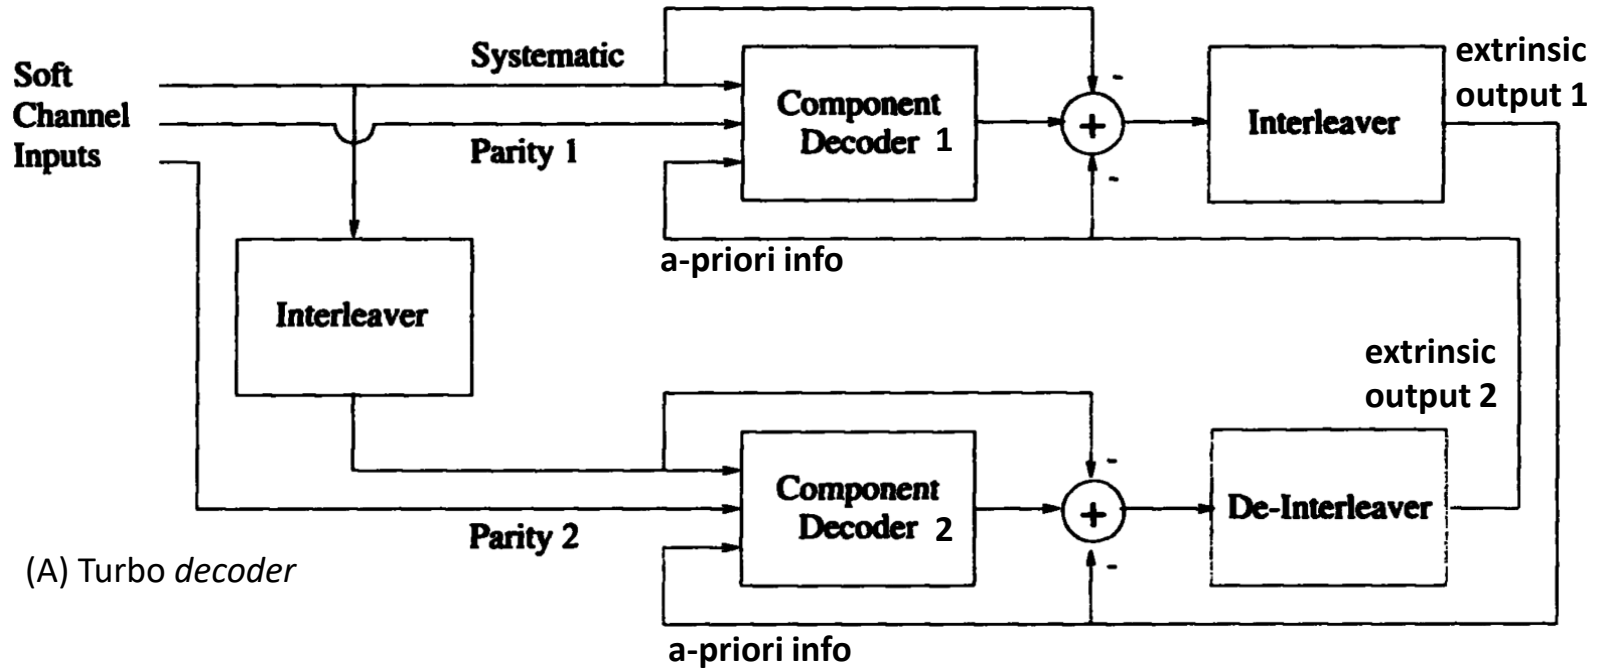 Soft
Channel
Inputs
Systematic
Parity 1
Component
Decoder 1
-
+
-
Interleaver
extrinsic
output 1
a-priori info
Interleaver
extrinsic
output 2
Component
Decoder 2
-
+
-
De-Interleaver
Parity 2
(A) Turbo decoder
a-priori info